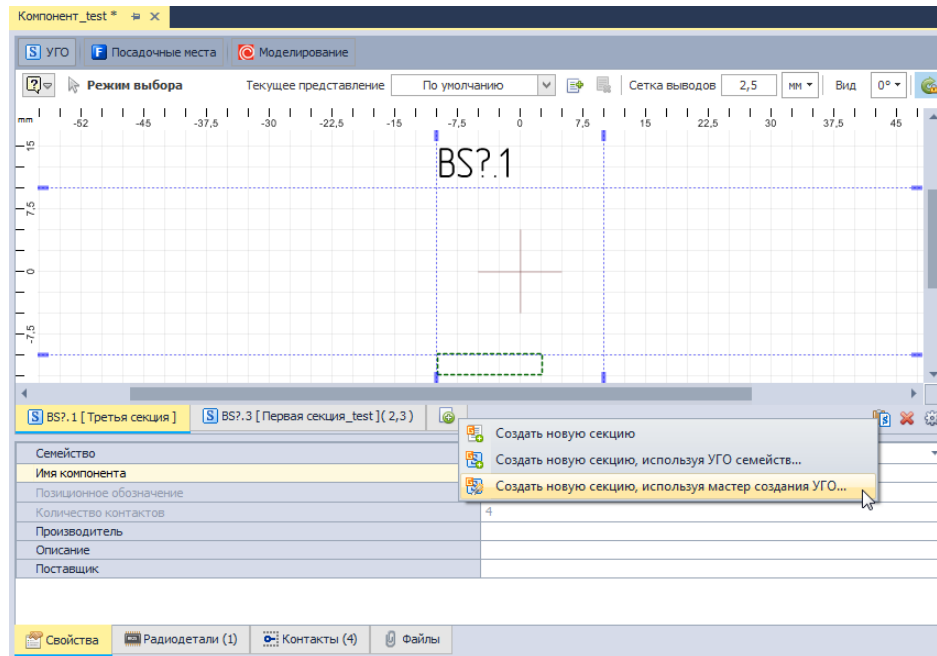 Компонент_test *
УГО Посадочные места Моделирование
Режим выбора Текущее представление По умолчанию Сетка выводов 2,5 мм Вид 0°
mm -52 -45 -37,5 -30 -22,5 -15 -7,5 0 7,5 15 22,5 30 37,5 45
15
7,5
0
-7,5
BS?.1
BS?.1 [ Третья секция ] BS?.3 [ Первая секция_test ]( 2,3 )
Создать новую секцию
Создать новую секцию, используя УГО семейств...
Создать новую секцию, используя мастер создания УГО...
Семейство
Имя компонента
Позиционное обозначение
Количество контактов 4
Производитель
Описание
Поставщик
Свойства Радиодетали (1) Контакты (4) Файлы